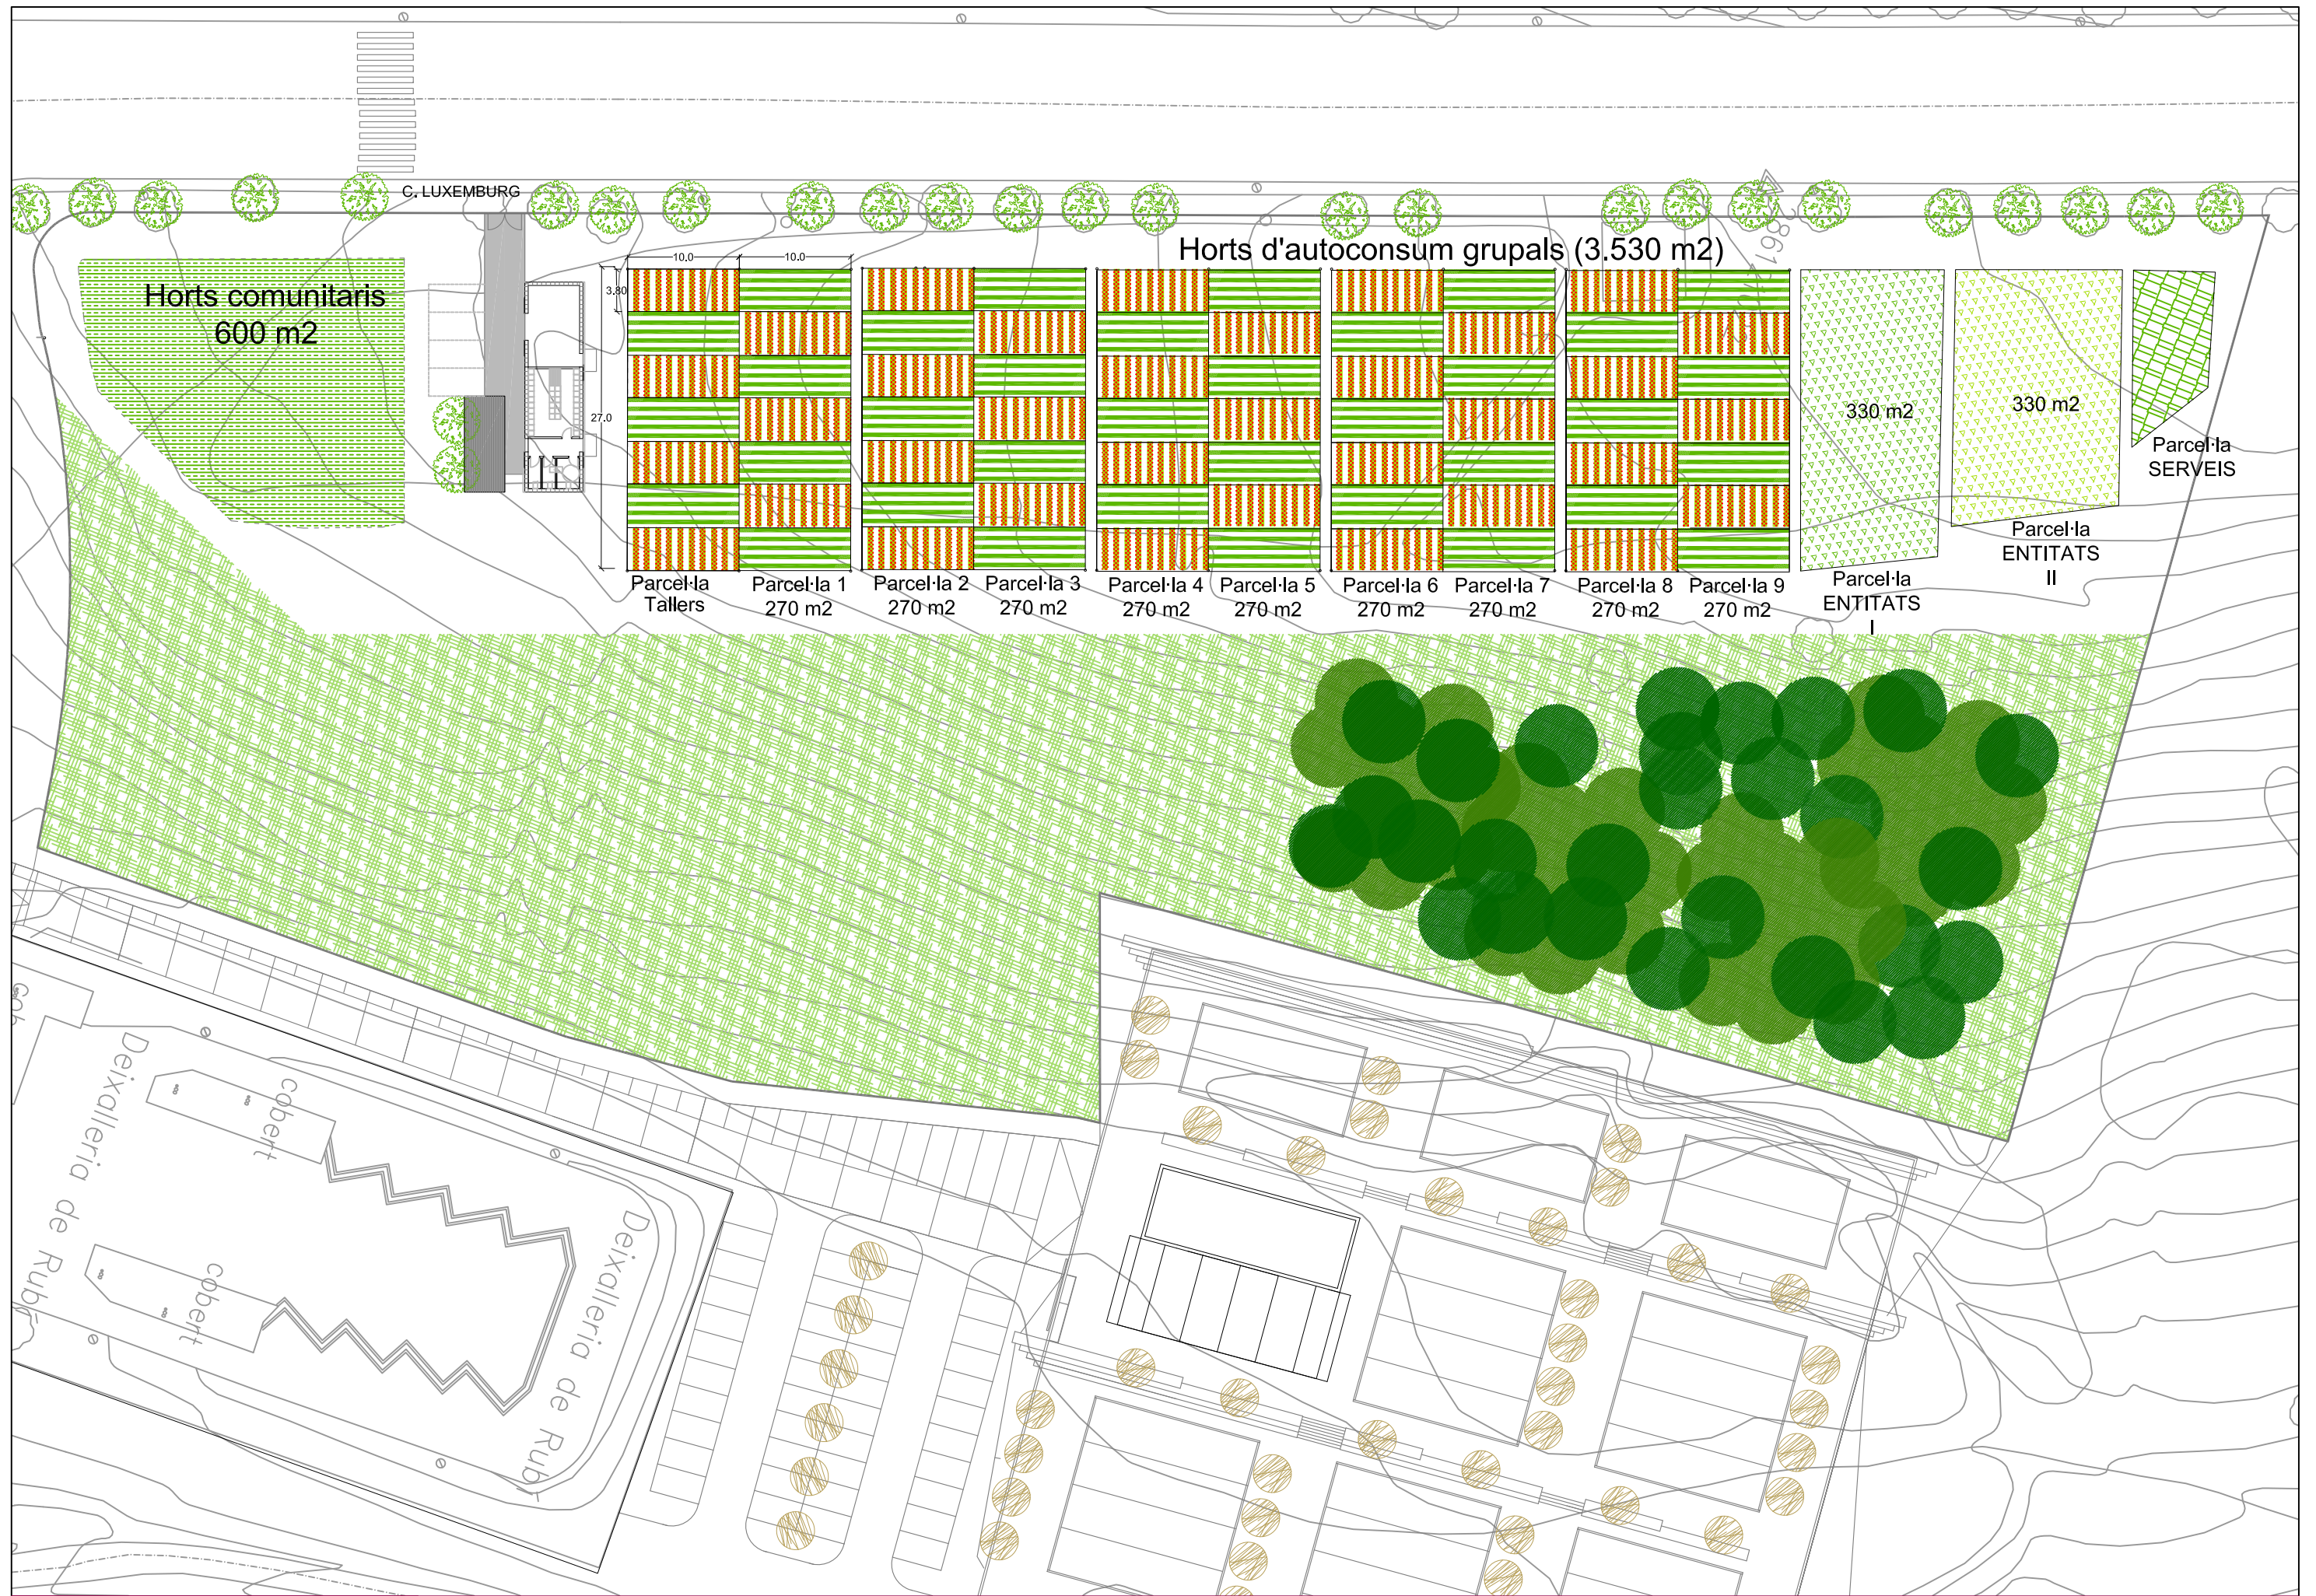 C. LUXEMBURG
Horts d'autoconsum grupals (3.530 m2)
Horts comunitaris
600 m2
10.0
10.0
3.80
27.0
330 m2
330 m2
Parcel·la
SERVEIS
Parcel·la
ENTITATS
II
Parcel·la
ENTITATS
I
Parcel·la
Tallers
Parcel·la 1
270 m2
Parcel·la 2
270 m2
Parcel·la 3
270 m2
Parcel·la 4
270 m2
Parcel·la 5
270 m2
Parcel·la 6
270 m2
Parcel·la 7
270 m2
Parcel·la 8
270 m2
Parcel·la 9
270 m2
Deixalleria de Rubí
cobert
cobert
Deixalleria de Rubí